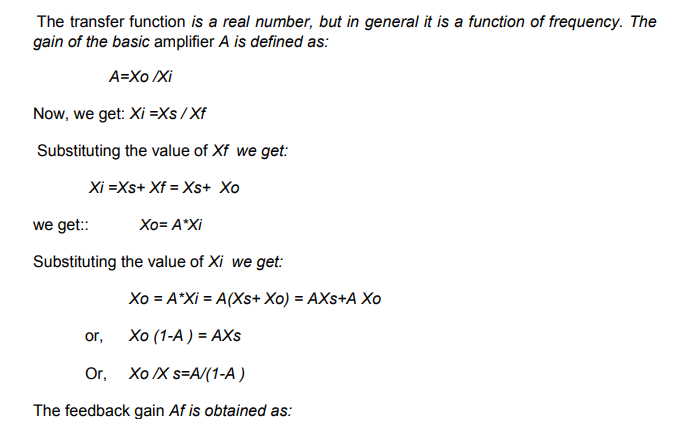 The transfer function is a real number, but in general it is a function of frequency. The
gain of the basic amplifier A is defined as:
A=Xo /Xi
Now, we get: Xi =Xs / Xf
Substituting the value of Xf we get:
Xi =Xs+ Xf = Xs+ Xo
we get:: Xo= A*Xi
Substituting the value of Xi we get:
Xo = A*Xi = A(Xs+ Xo) = AXs+A Xo
or, Xo (1-A ) = AXs
Or, Xo /X s=A/(1-A )
The feedback gain Af is obtained as: